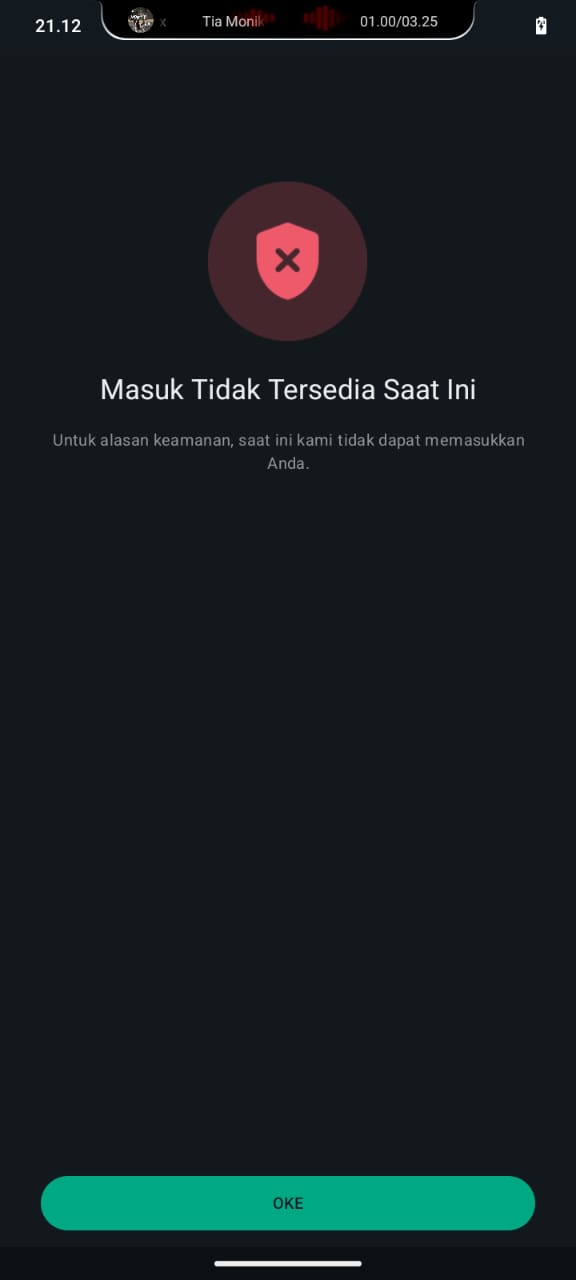 21.12
x Tia Monik 01.00/03.25
Masuk Tidak Tersedia Saat Ini
Untuk alasan keamanan, saat ini kami tidak dapat memasukkan
Anda.
OKE